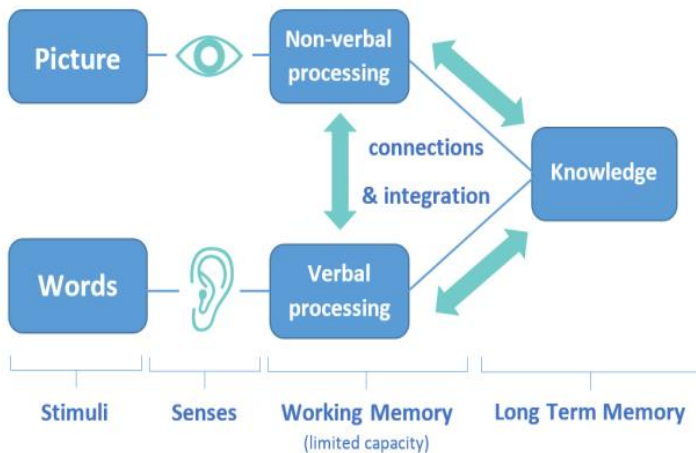 Picture
Non-verbal
processing
connections
& integration
Knowledge
Words
Verbal
processing
Stimuli
Senses
Working Memory
(limited capacity)
Long Term Memory